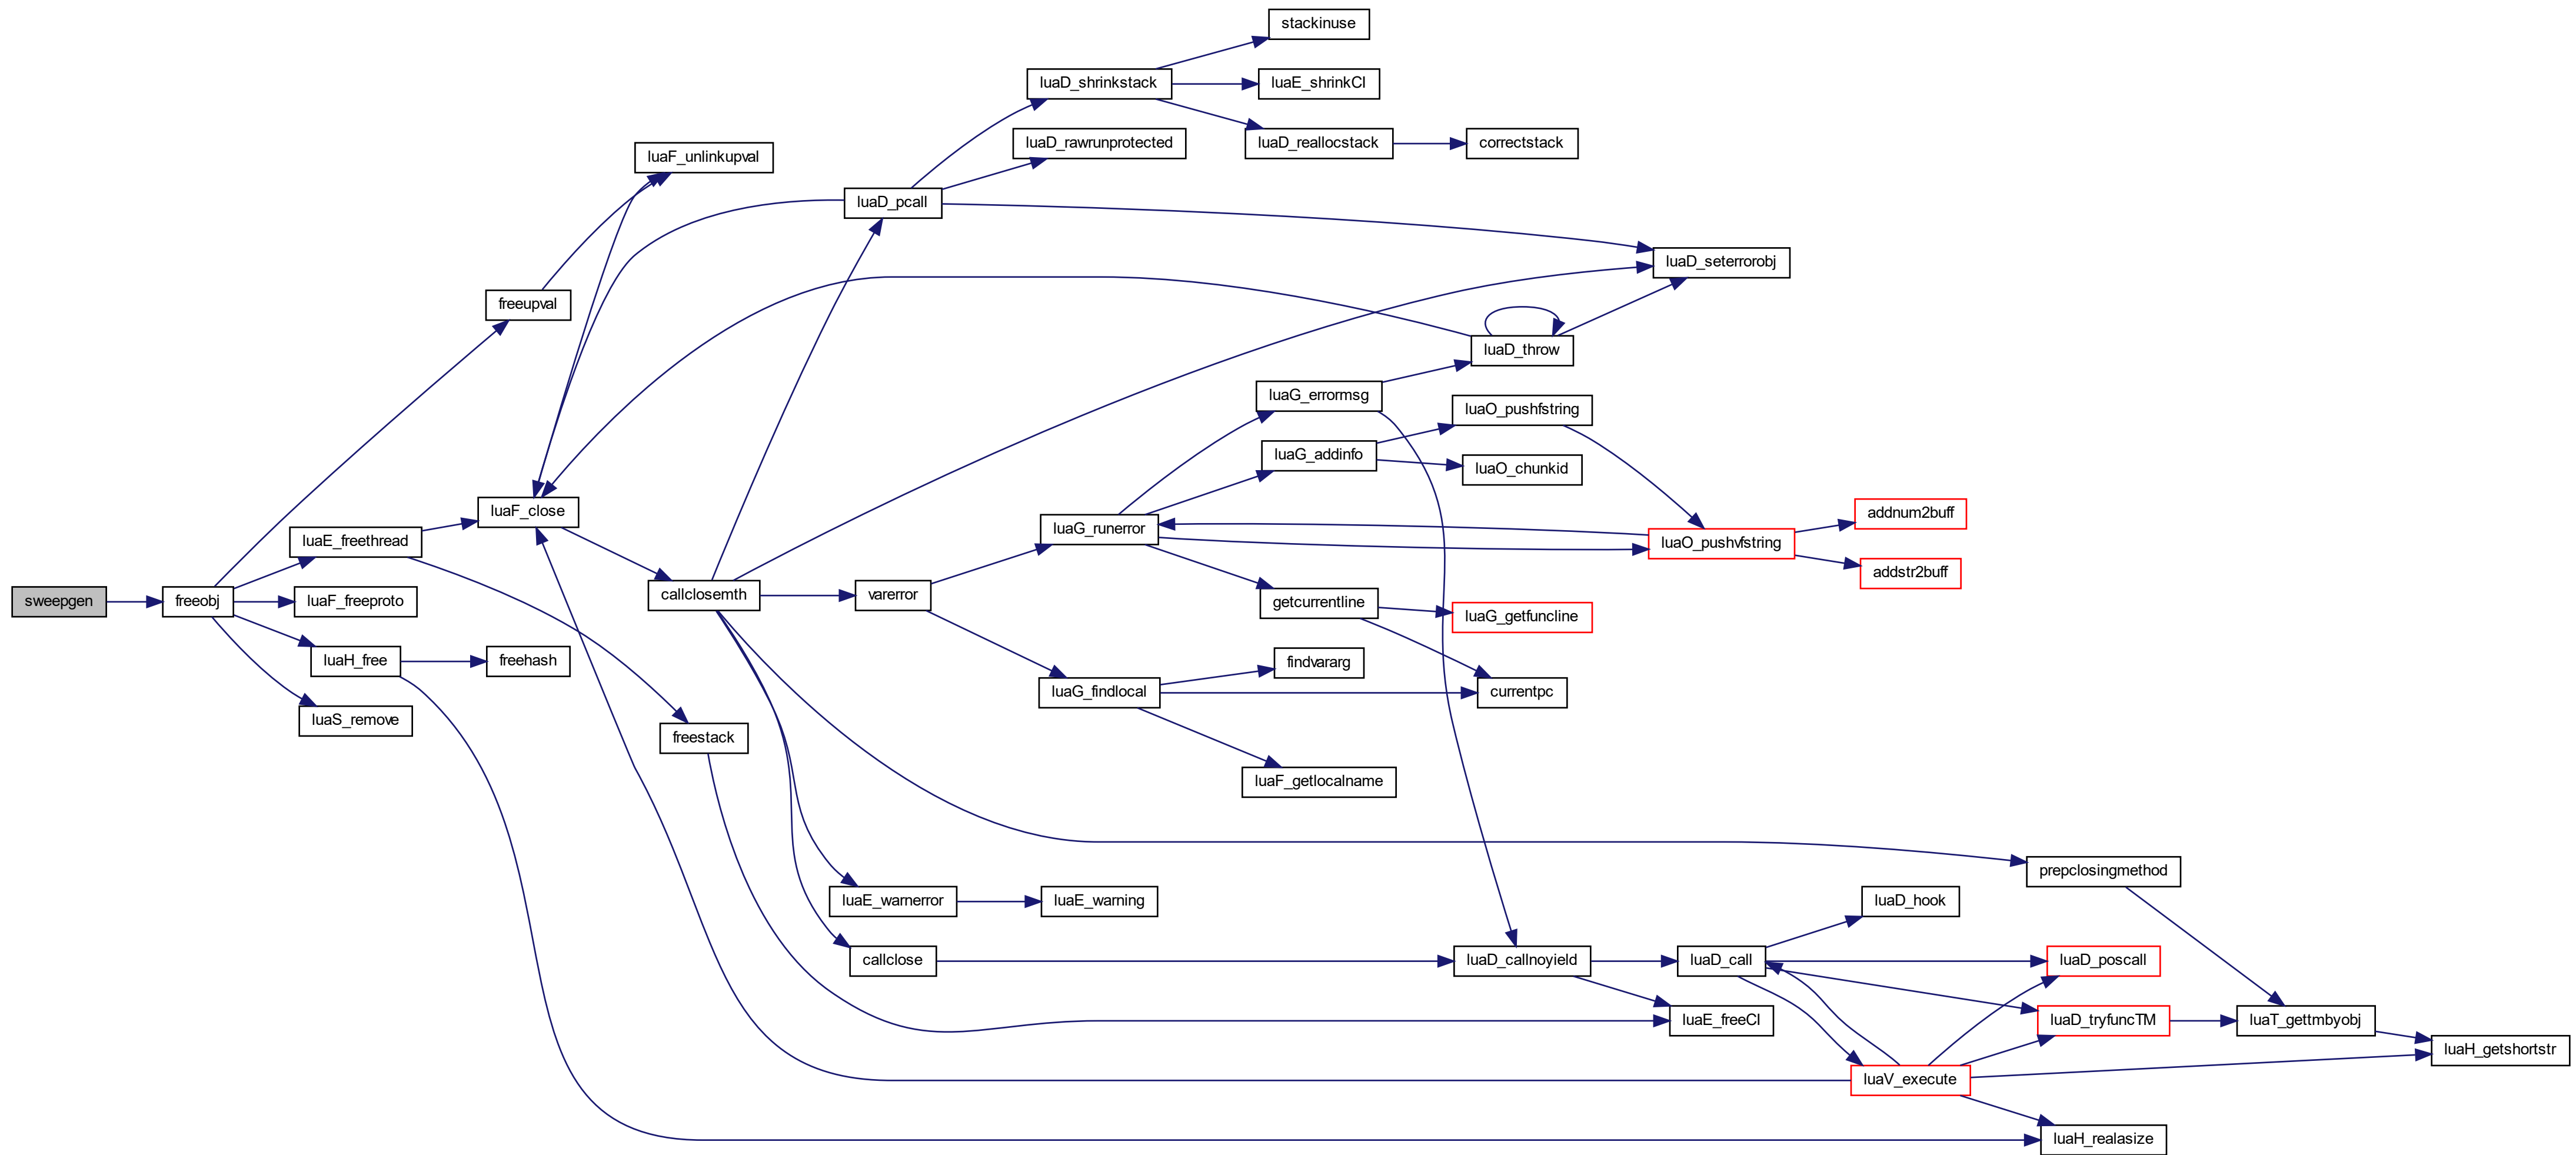 stackinuse
luaD_shrinkstack
luaE_shrinkCI
luaD_rawrunprotected
luaD_reallocstack
correctstack
luaF_unlinkupval
luaD_pcall
luaD_seterrorobj
freeupval
luaD_throw
luaG_errormsg
luaO_pushfstring
luaG_addinfo
luaO_chunkid
luaF_close
addnum2buff
luaG_runerror
luaE_freethread
luaO_pushvfstring
addstr2buff
sweepgen
freeobj
luaF_freeproto
callclosemth
varerror
getcurrentline
luaG_getfuncline
luaH_free
freehash
findvararg
luaG_findlocal
currentpc
luaS_remove
freestack
luaF_getlocalname
prepclosingmethod
luaE_warnerror
luaE_warning
luaD_hook
callclose
luaD_callnoyield
luaD_call
luaD_poscall
luaE_freeCI
luaD_tryfuncTM
luaT_gettmbyobj
luaH_getshortstr
luaV_execute
luaH_realasize